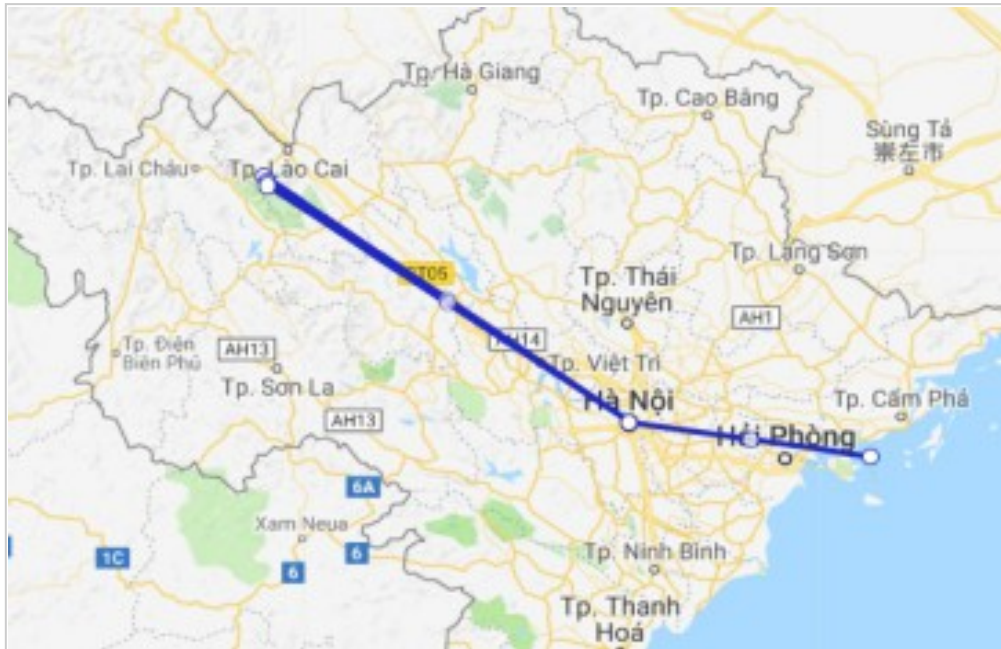 Tp. Hà Giang
Tp. Cao Bằng
Sùng Tả
崇左市
Tp. Lai Châu
Tp. Lào Cai
Tp. Lạng Sơn
Tp. Thái
Nguyên
AH1
AH14
Tp. Điện
Biên Phủ
AH13
Tp. Việt Trì
Tp. Sơn La
Hà Nội
Tp. Cẩm Phả
AH13
Hải Phòng
6A
Xam Neua
1C
6
6
Tp. Ninh Bình
Tp. Thanh
Hoá